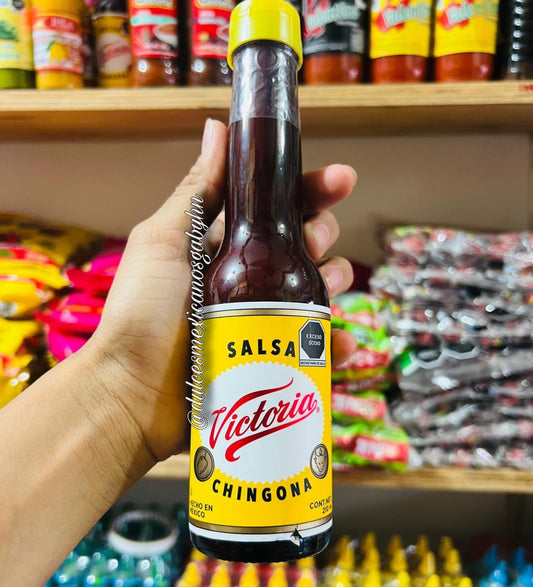 SALSA
EXCESO
SODIO
Victoria
CHINGONA
HECHO EN
MÉXICO
CONT. NET.
@dulcesmexicanosgabyhn